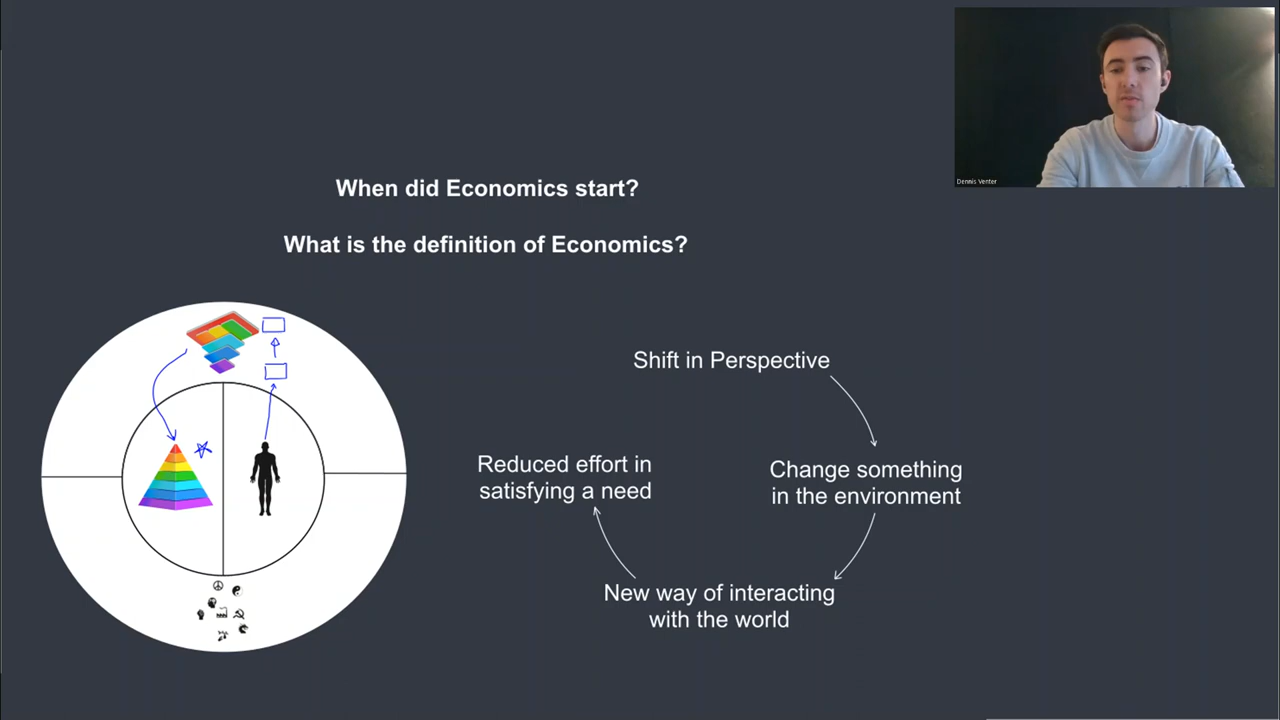 Dennis Venter
When did Economics start?
What is the definition of Economics?
Shift in Perspective
Change something
in the environment
New way of interacting
with the world
Reduced effort in
satisfying a need